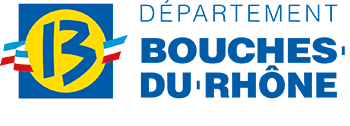 13
DÉPARTEMENT
BOUCHES-
DU-RHÔNE